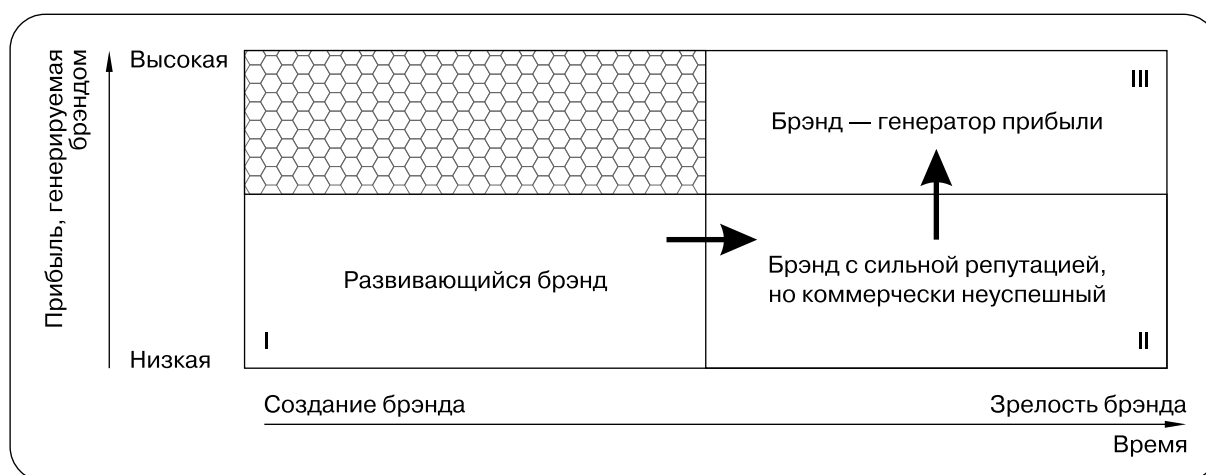 Прибыль, генерируемая
брэндом
Высокая
III
Брэнд — генератор прибыли
Развивающийся брэнд
Брэнд с сильной репутацией,
но коммерчески неуспешный
I
II
Низкая
Создание брэнда
Зрелость брэнда
Время